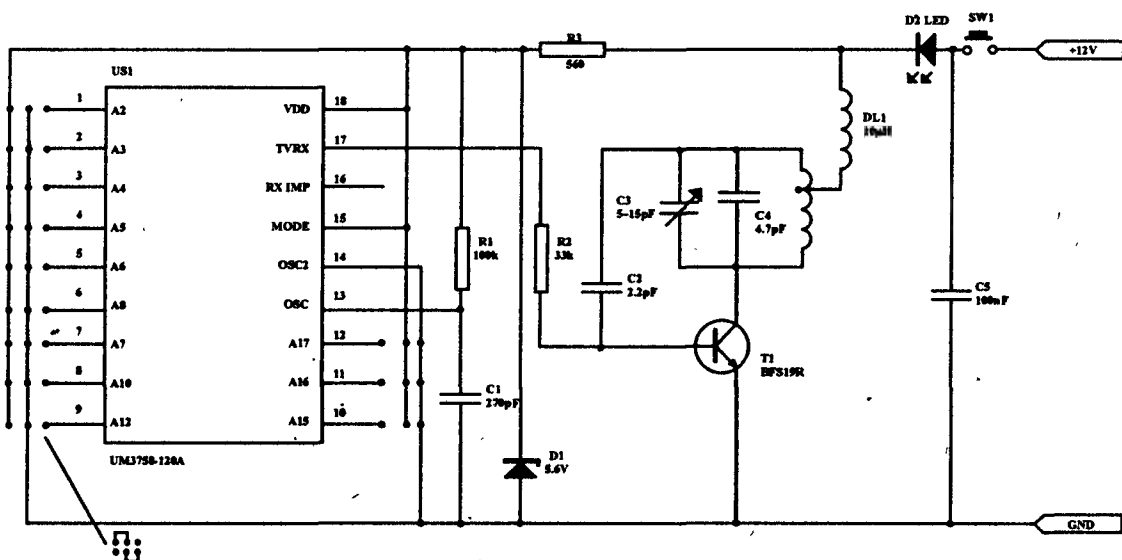 D2 LED
SW1
R3
560
+12V
US1
DL1
10µH
1 A2
2 A3
3 A4
4 A5
5 A6
6 A8
7 A7
8 A10
9 A12
VDD 18
TVRX 17
RX IMP 16
MODE 15
OSC2 14
OSC 13
A17 12
A16 11
A15 10
UM3750-120A
R1
100k
C1
270pF
R2
33k
C2
2.2pF
C3
5-15pF
C4
4.7pF
T1
BFS19R
C5
100nF
D1
5.6V
GND